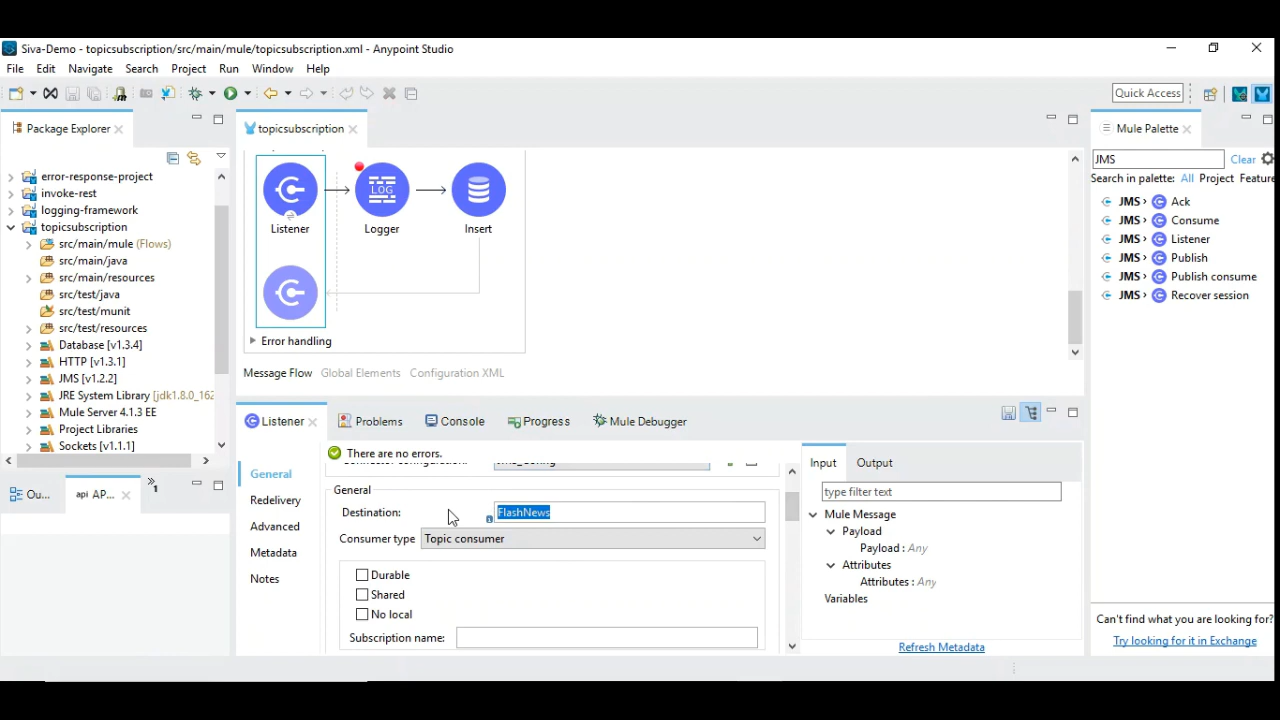 Siva-Demo - topicsubscription/src/main/mule/topicsubscription.xml - Anypoint Studio
File Edit Navigate Search Project Run Window Help
Quick Access
Package Explorer
error-response-project
invoke-rest
logging-framework
topicsubscription
src/main/mule (Flows)
src/main/java
src/main/resources
src/test/java
src/test/munit
src/test/resources
Database [v1.3.4]
HTTP [v1.3.1]
JMS [v1.2.2]
JRE System Library [jdk1.8.0_162
Mule Server 4.1.3 EE
Project Libraries
Sockets [v1.1.1]
Ou...
api AP...
1
topicsubscription
LOG
Listener
Logger
Insert
Error handling
Message Flow Global Elements Configuration XML
Listener Problems Console Progress Mule Debugger
There are no errors.
General
Redelivery
Advanced
Metadata
Notes
General
Destination: FlashNews
Consumer type Topic consumer
Durable
Shared
No local
Subscription name:
Input Output
type filter text
Mule Message
Payload
Payload : Any
Attributes
Attributes : Any
Variables
Refresh Metadata
Mule Palette
JMS Clear
Search in palette: All Project Feature
JMS › Ack
JMS › Consume
JMS › Listener
JMS › Publish
JMS › Publish consume
JMS › Recover session
Can't find what you are looking for?
Try looking for it in Exchange